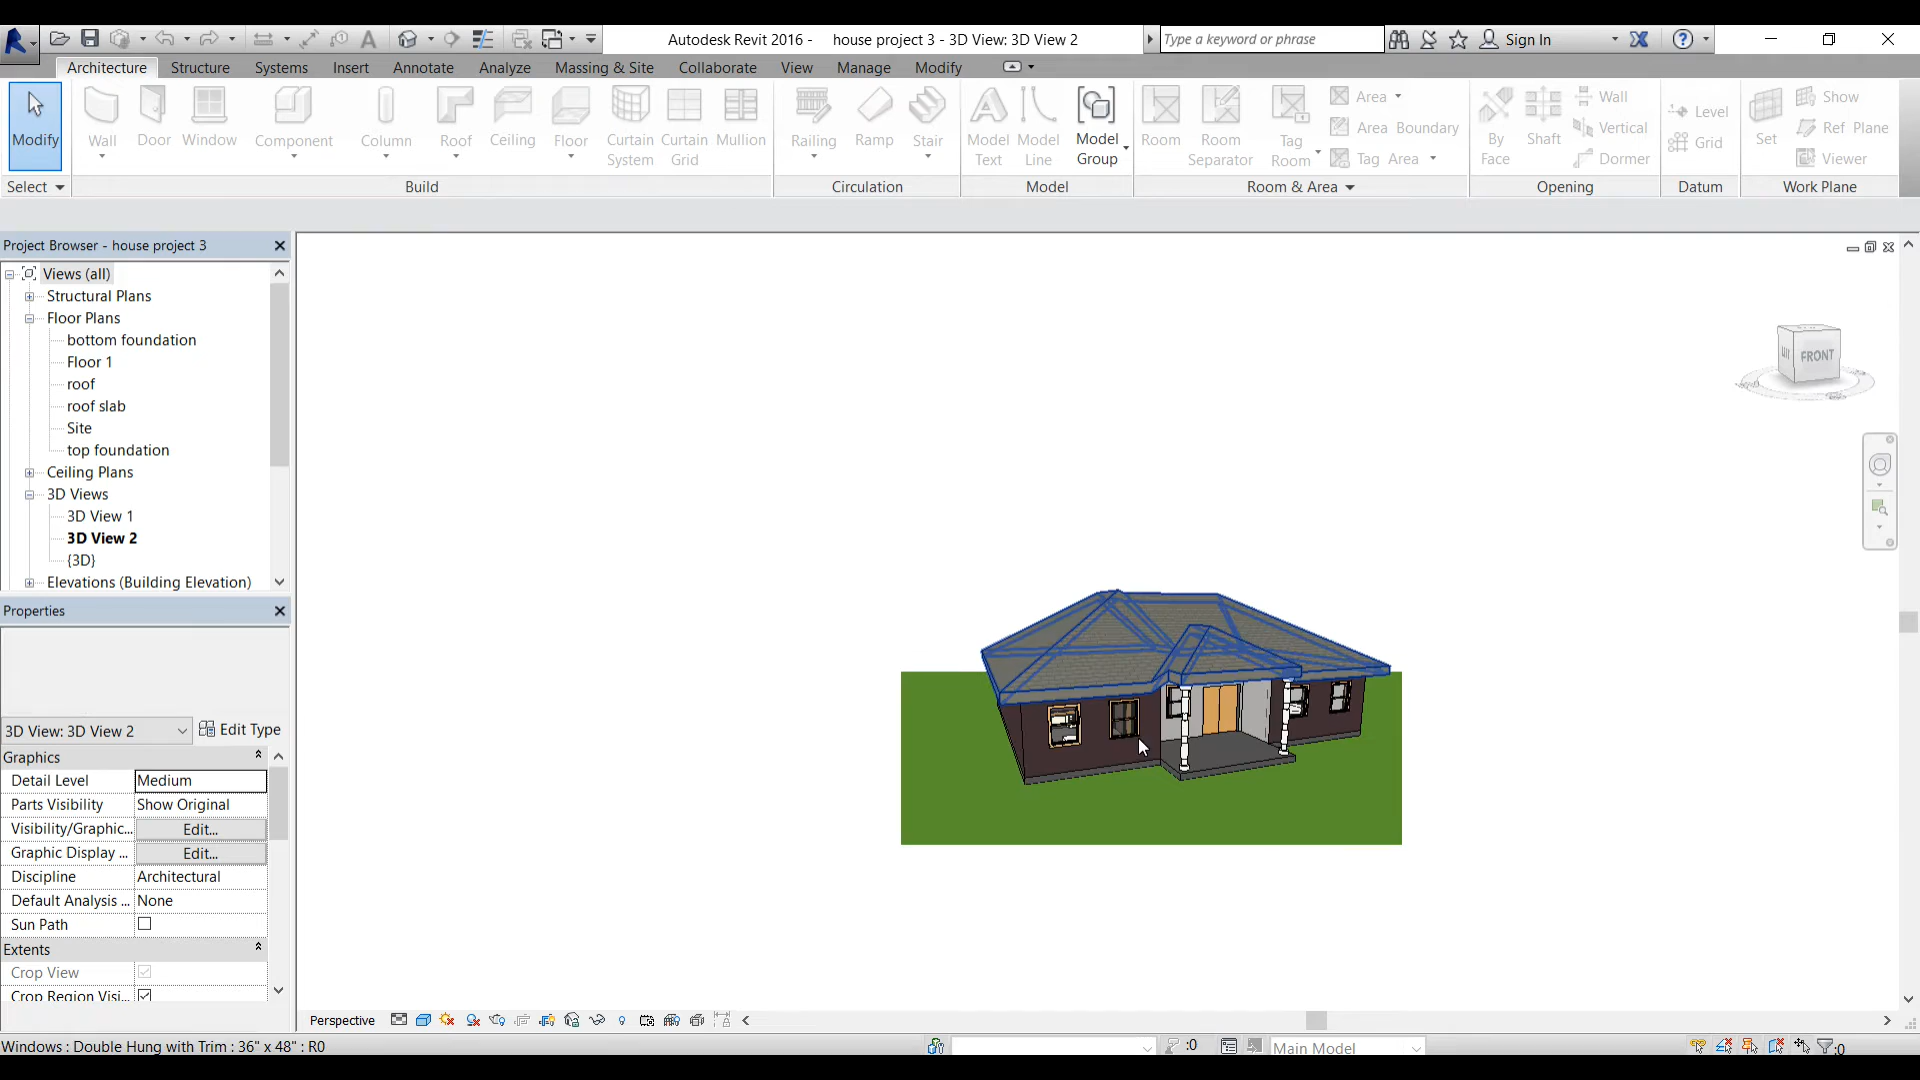 Autodesk Revit 2016 - house project 3 - 3D View: 3D View 2
Type a keyword or phrase
Sign In
Architecture Structure Systems Insert Annotate Analyze Massing & Site Collaborate View Manage Modify
Modify
Wall
Door
Window
Component
Column
Roof
Ceiling
Floor
Curtain System
Curtain Grid
Mullion
Railing
Ramp
Stair
Model Text
Model Line
Model Group
Room
Room Separator
Tag Room
Area
Area Boundary
Tag Area
By Face
Shaft
Wall
Vertical
Dormer
Level
Grid
Set
Show
Ref Plane
Viewer
Select Build Circulation Model Room & Area Opening Datum Work Plane
Project Browser - house project 3
Views (all)
Structural Plans
Floor Plans
bottom foundation
Floor 1
roof
roof slab
Site
top foundation
Ceiling Plans
3D Views
3D View 1
3D View 2
{3D}
Elevations (Building Elevation)
Properties
3D View: 3D View 2 Edit Type
Graphics
Detail Level Medium
Parts Visibility Show Original
Visibility/Graphic... Edit...
Graphic Display ... Edit...
Discipline Architectural
Default Analysis ... None
Sun Path
Extents
Crop View
Crop Region Visi...
FRONT
Perspective
Windows : Double Hung with Trim : 36" x 48" : R0
:0
Main Model
:0